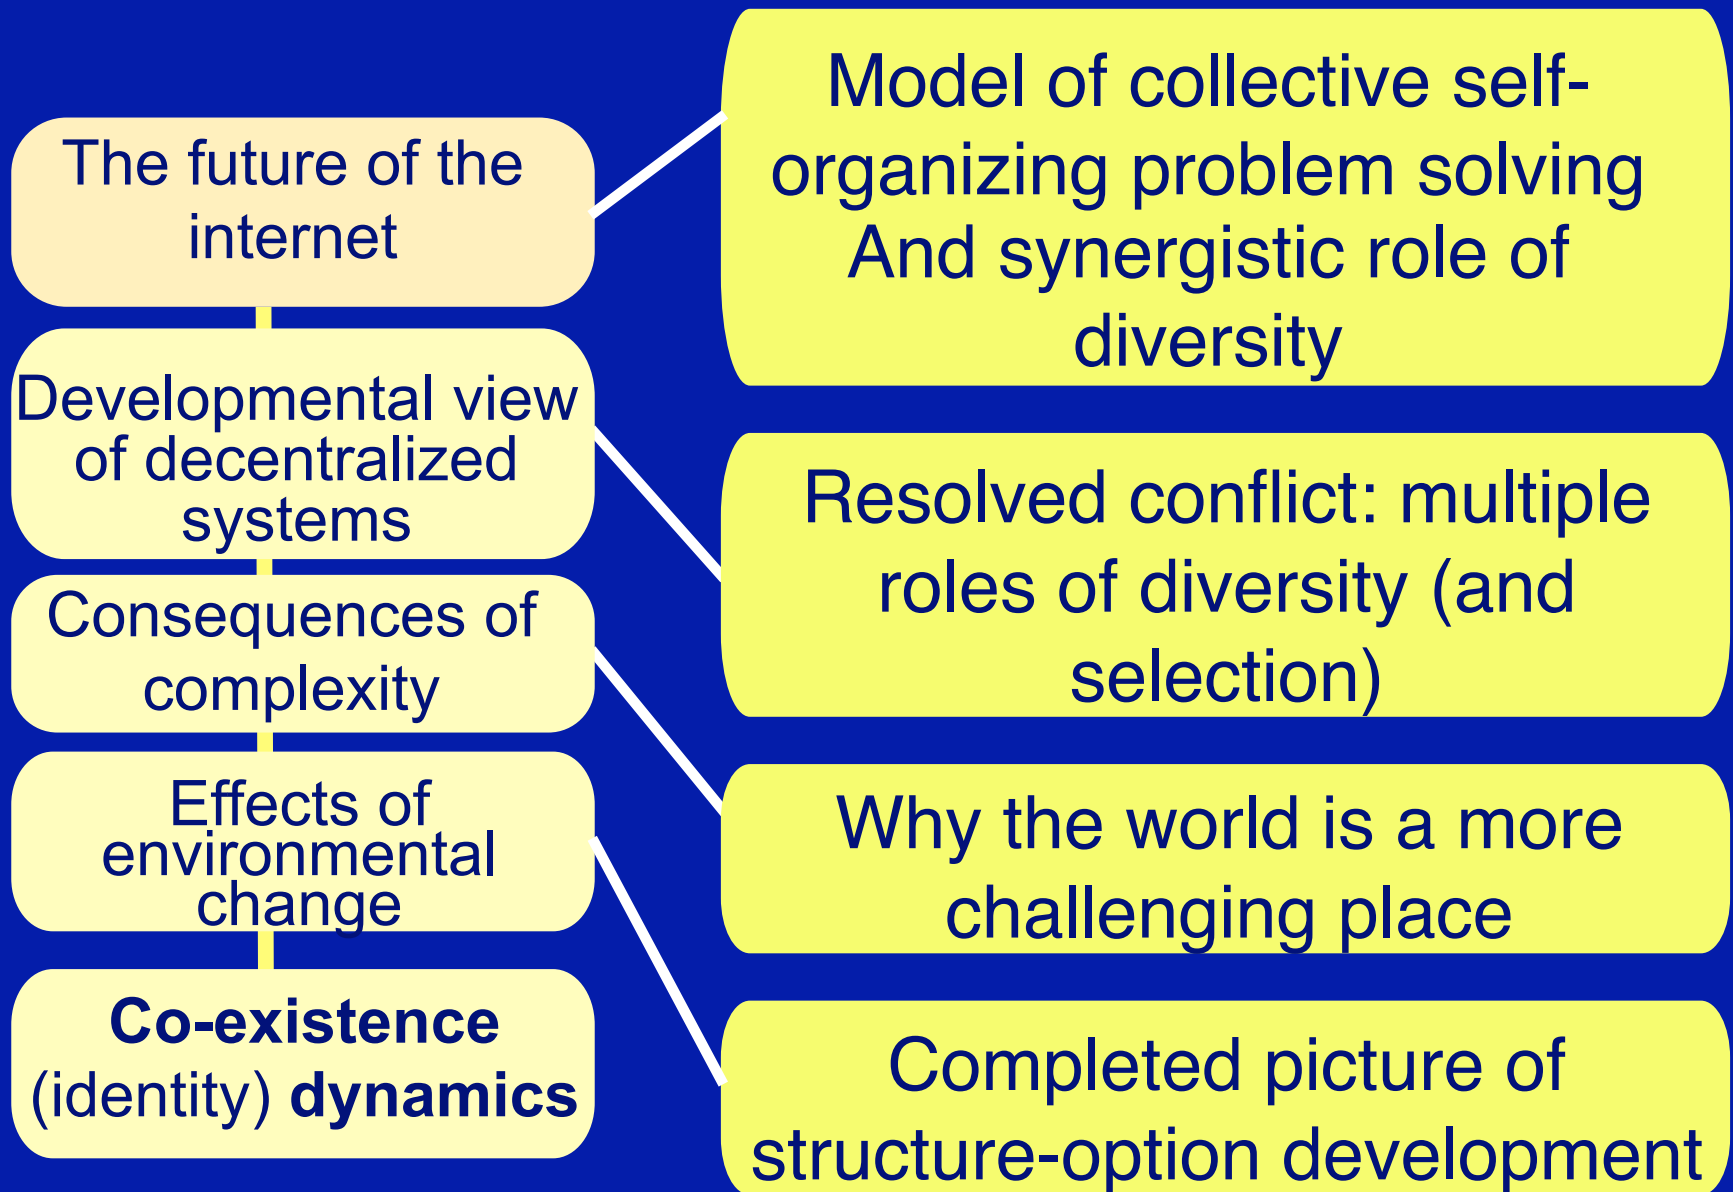 The future of the
internet
Model of collective self-
organizing problem solving
And synergistic role of
diversity
Developmental view
of decentralized
systems
Resolved conflict: multiple
roles of diversity (and
selection)
Consequences of
complexity
Why the world is a more
challenging place
Effects of
environmental
change
Completed picture of
structure-option development
Co-existence
(identity) dynamics